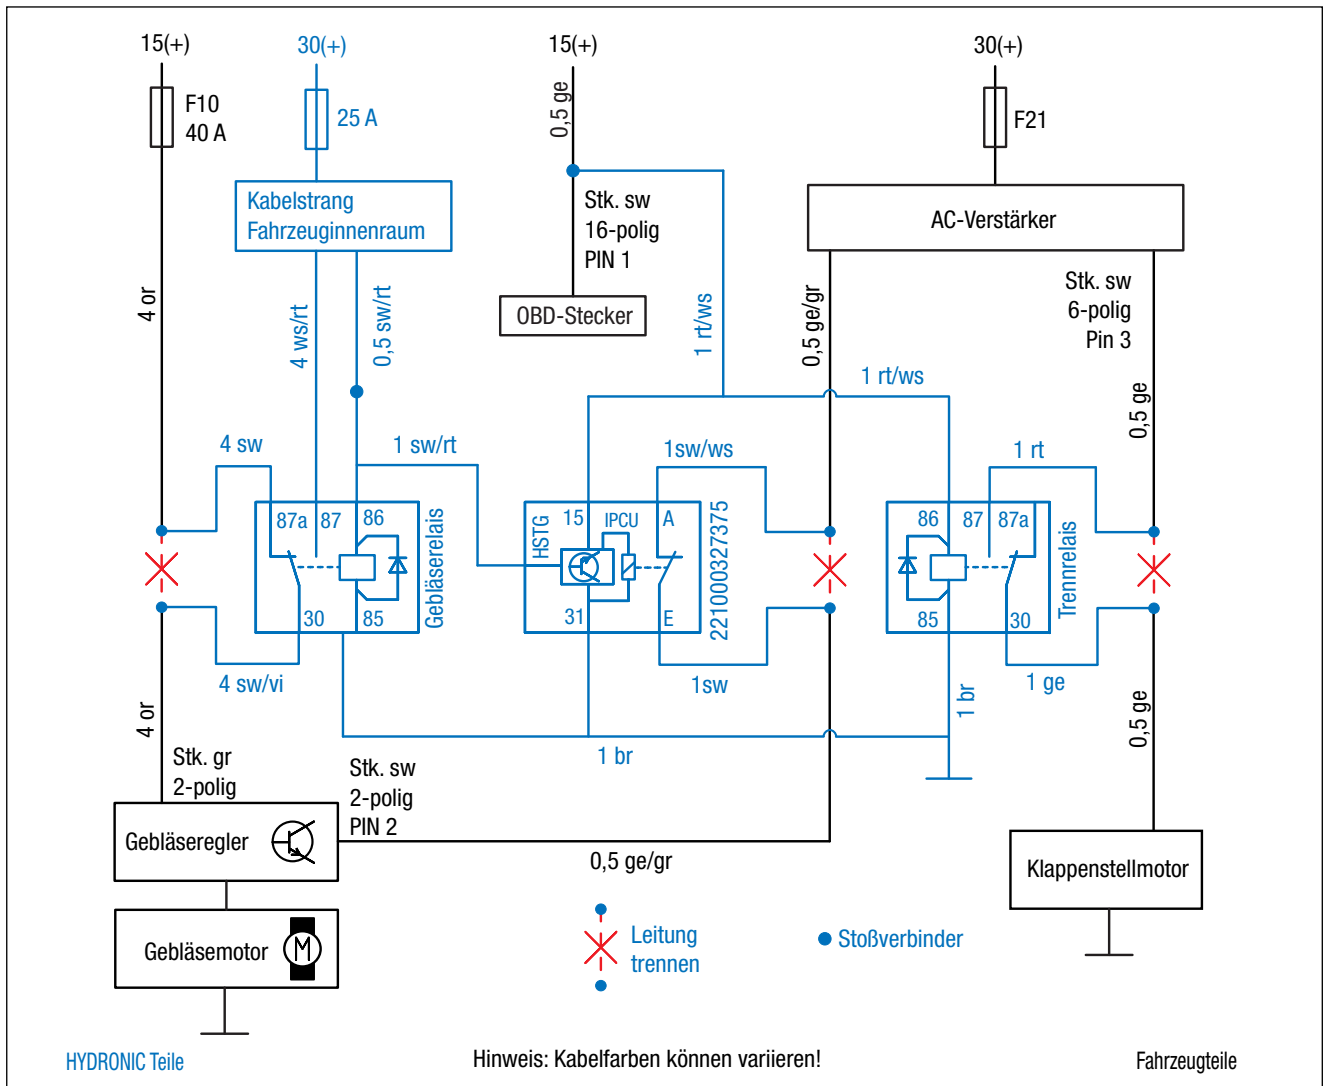 15(+)
30(+)
15(+)
30(+)
F10
40 A
25 A
0,5 ge
F21
Kabelstrang
Fahrzeuginnenraum
Stk. sw
16-polig
PIN 1
AC-Verstärker
OBD-Stecker
Stk. sw
6-polig
Pin 3
4 or
4 ws/rt
0,5 sw/rt
1 rt/ws
0,5 ge/gr
1 rt/ws
0,5 ge
4 sw
1 sw/rt
1sw/ws
1 rt
87a
87
86
30
85
Gebläserelais
HSTG
15
IPCU
A
31
E
221000327375
86
87
87a
85
30
Trennrelais
4 sw/vi
1sw
1 ge
4 or
1 br
1 br
0,5 ge
Stk. gr
2-polig
Stk. sw
2-polig
PIN 2
Gebläseregler
0,5 ge/gr
Klappenstellmotor
Gebläsemotor
M
Leitung
trennen
Stoßverbinder
HYDRONIC Teile
Hinweis: Kabelfarben können variieren!
Fahrzeugteile